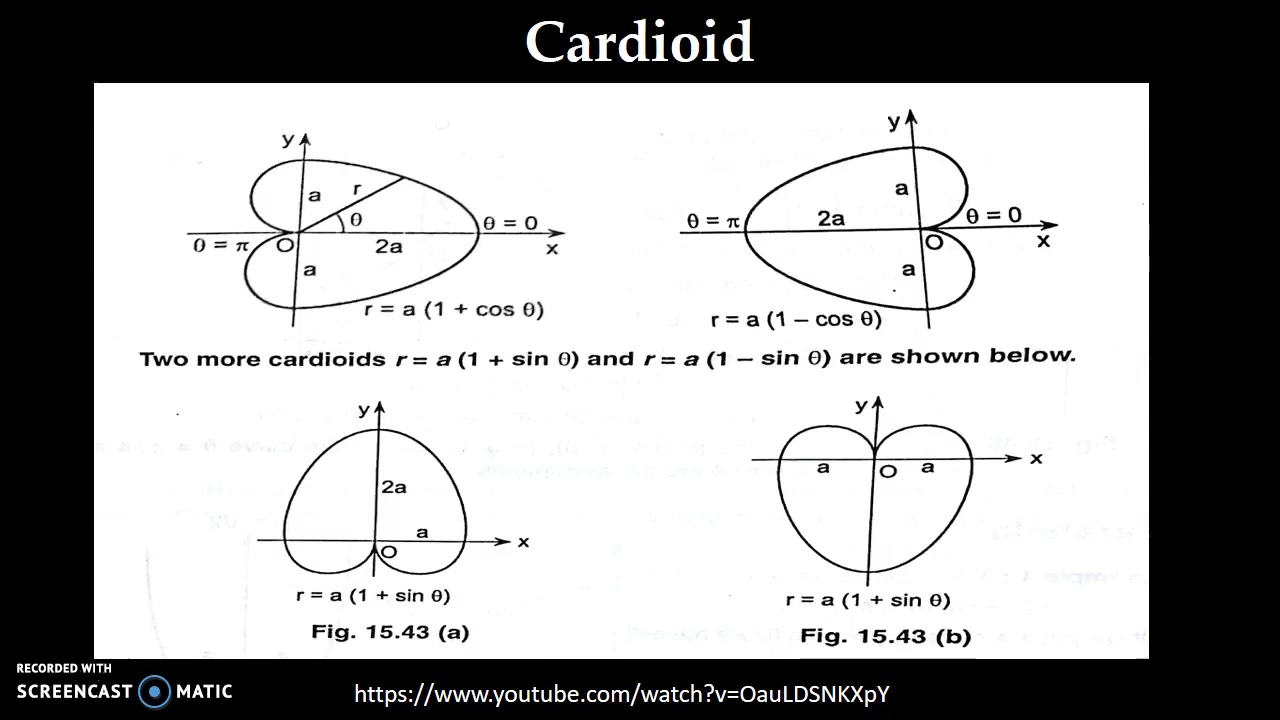 Cardioid
y
a
r
θ
θ = 0
θ = π
O
2a
x
a
r = a (1 + cos θ)
y
a
θ = π
2a
θ = 0
O
x
a
r = a (1 – cos θ)
Two more cardioids r = a (1 + sin θ) and r = a (1 – sin θ) are shown below.
y
2a
a
O
x
r = a (1 + sin θ)
Fig. 15.43 (a)
y
a
O
a
x
r = a (1 + sin θ)
Fig. 15.43 (b)
RECORDED WITH
SCREENCAST MATIC
https://www.youtube.com/watch?v=OauLDSNKXpY